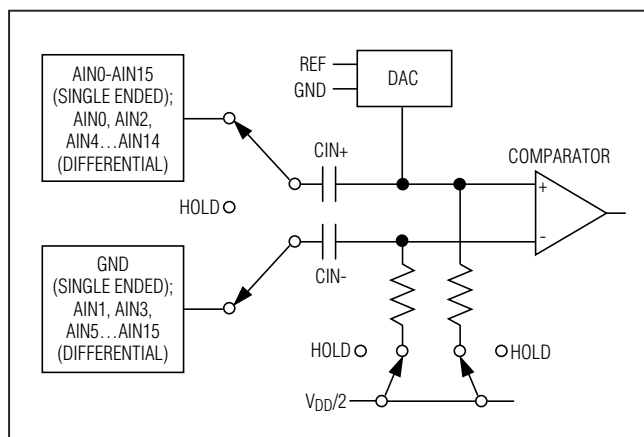 AIN0-AIN15
(SINGLE ENDED);
AIN0, AIN2,
AIN4…AIN14
(DIFFERENTIAL)
REF
GND
DAC
CIN+
COMPARATOR
+
-
HOLD
CIN-
GND
(SINGLE ENDED);
AIN1, AIN3,
AIN5…AIN15
(DIFFERENTIAL)
HOLD
HOLD
VDD/2